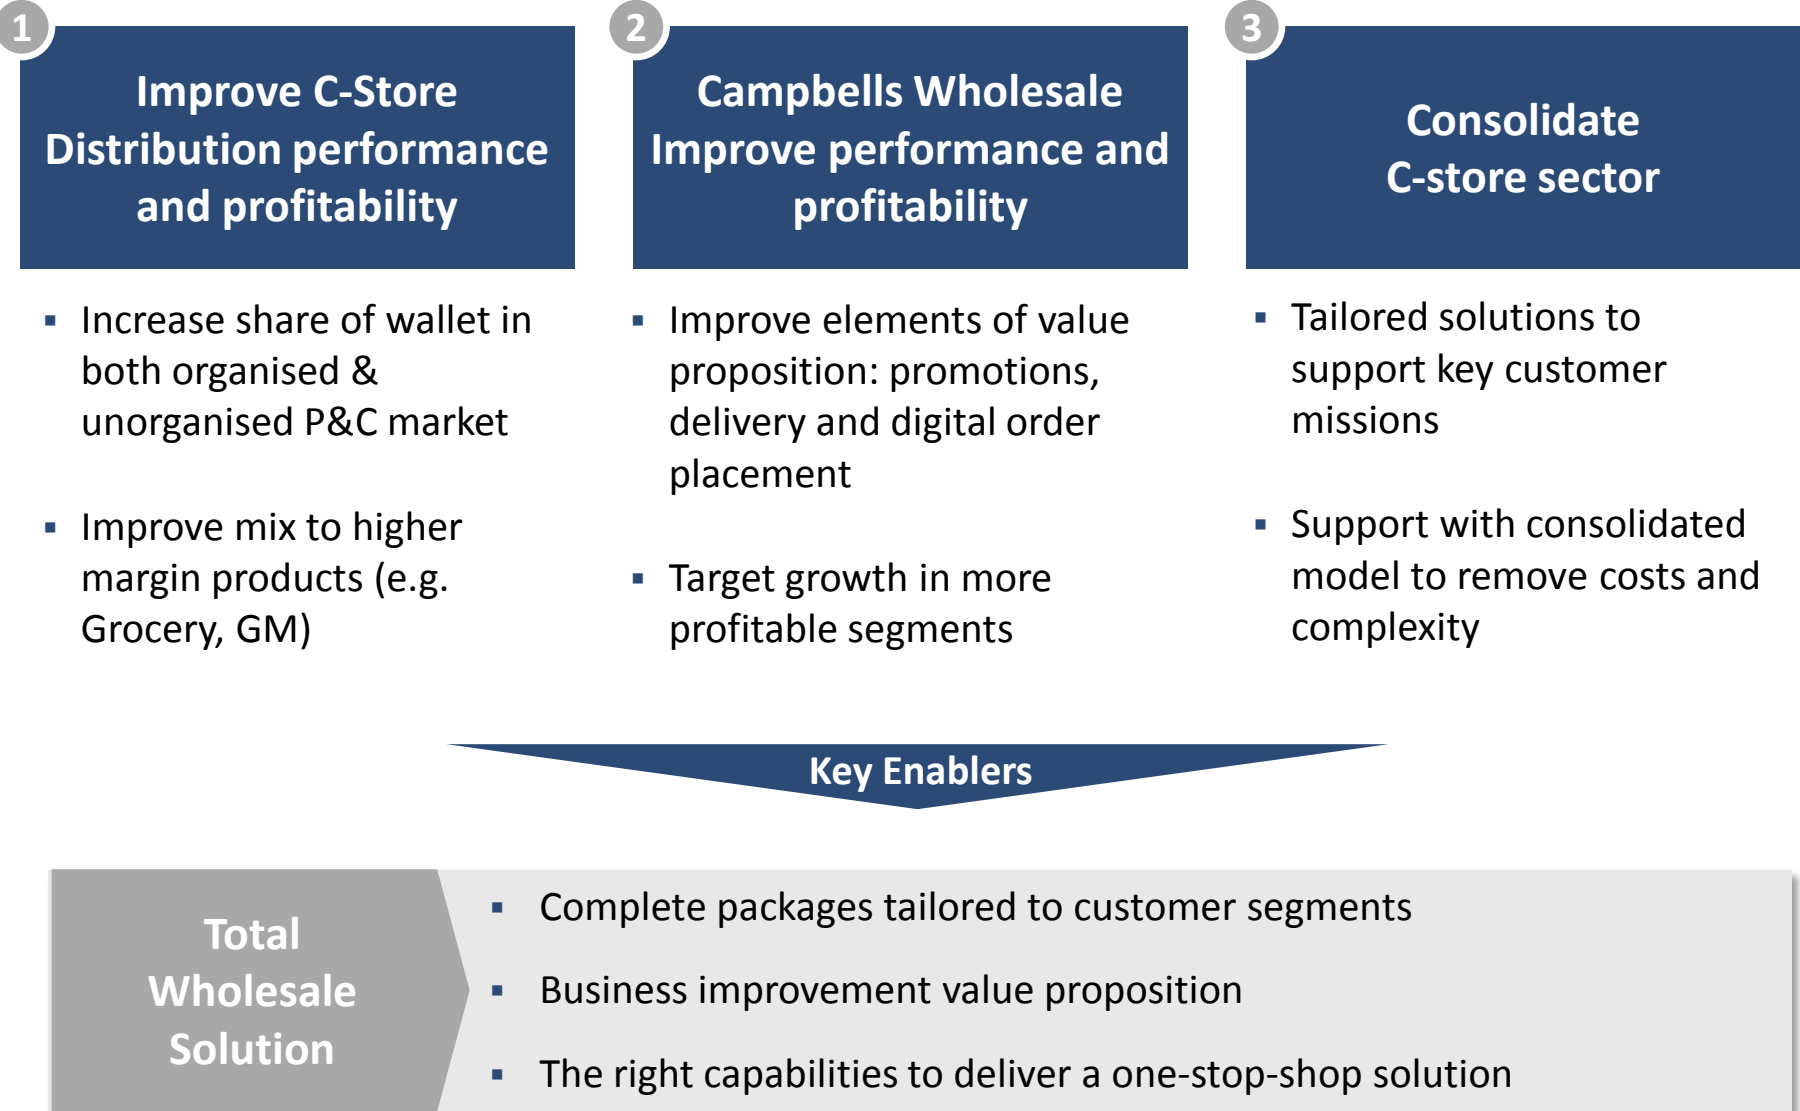 1
Improve C-Store
Distribution performance
and profitability
▪ Increase share of wallet in
both organised &
unorganised P&C market
▪ Improve mix to higher
margin products (e.g.
Grocery, GM)
2
Campbells Wholesale
Improve performance and
profitability
▪ Improve elements of value
proposition: promotions,
delivery and digital order
placement
▪ Target growth in more
profitable segments
3
Consolidate
C-store sector
▪ Tailored solutions to
support key customer
missions
▪ Support with consolidated
model to remove costs and
complexity
Key Enablers
Total
Wholesale
Solution
▪ Complete packages tailored to customer segments
▪ Business improvement value proposition
▪ The right capabilities to deliver a one-stop-shop solution